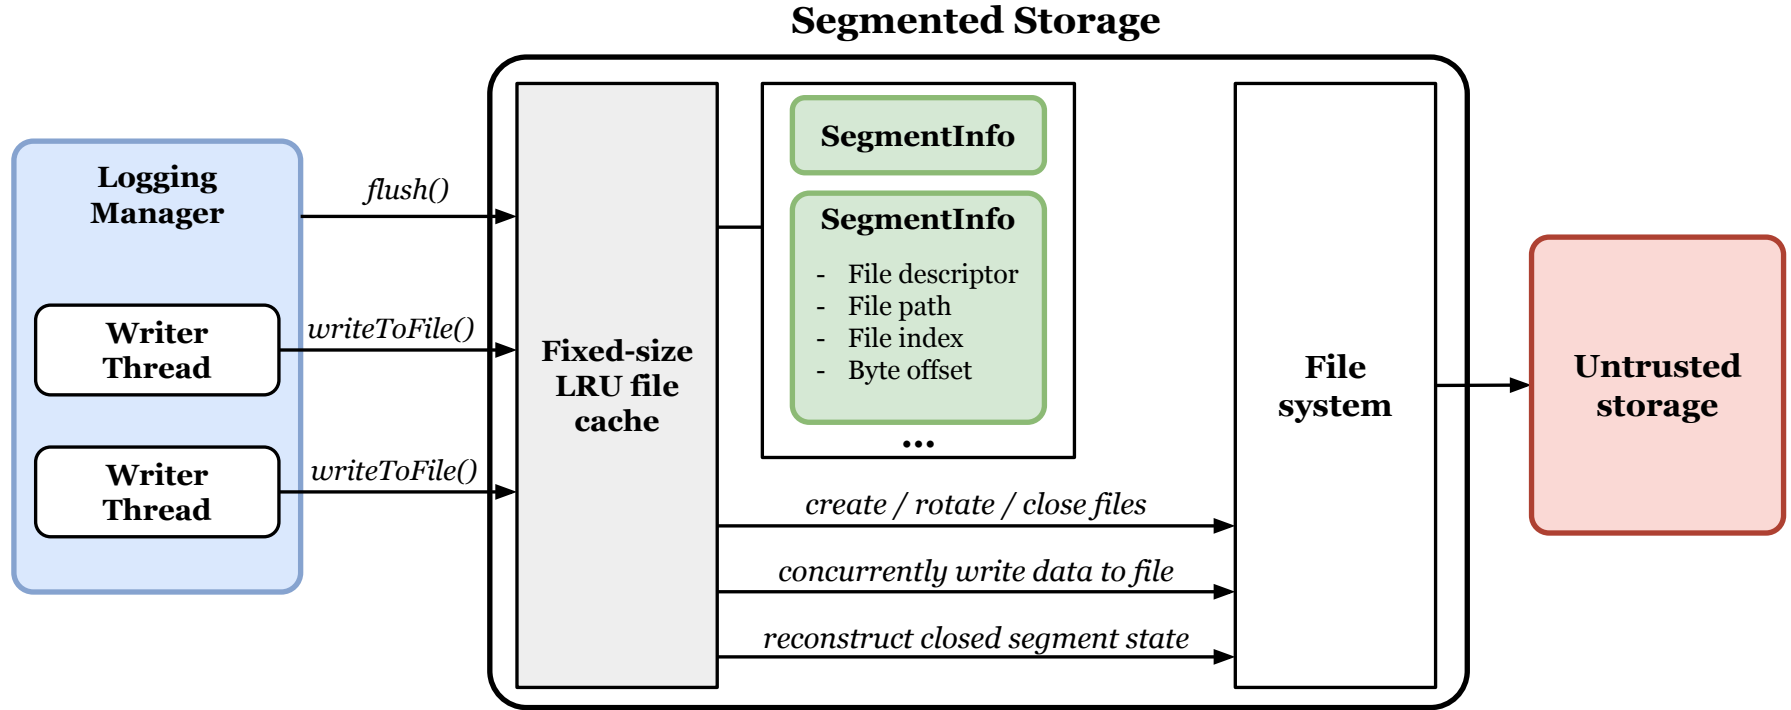 Segmented Storage
Logging
Manager
Writer
Thread
Writer
Thread
flush()
writeToFile()
writeToFile()
Fixed-size
LRU file
cache
SegmentInfo
SegmentInfo
- File descriptor
- File path
- File index
- Byte offset
...
create / rotate / close files
concurrently write data to file
reconstruct closed segment state
File
system
Untrusted
storage